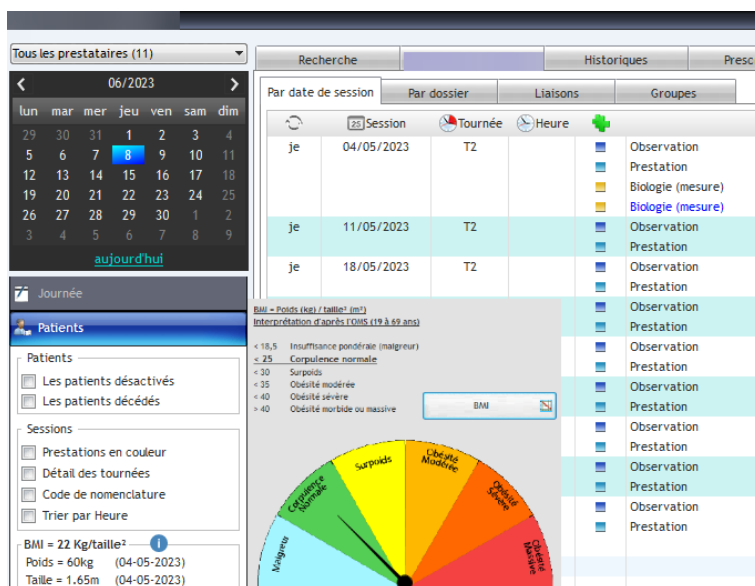 Tous les prestataires (11)
06/2023
lun mar mer jeu ven sam dim
29 30 31 1 2 3 4
5 6 7 8 9 10 11
12 13 14 15 16 17 18
19 20 21 22 23 24 25
26 27 28 29 30 1 2
3 4 5 6 7 8 9
aujourd'hui
Journée
Patients
Patients
Les patients désactivés
Les patients décédés
Sessions
Prestations en couleur
Détail des tournées
Code de nomenclature
Trier par Heure
BMI = 22 Kg/taille²
Poids = 60kg (04-05-2023)
Taille = 1.65m (04-05-2023)
Recherche Historiques Presc
Par date de session Par dossier Liaisons Groupes
Session Tournée Heure
je 04/05/2023 T2 Observation
Prestation
Biologie (mesure)
Biologie (mesure)
je 11/05/2023 T2 Observation
Prestation
je 18/05/2023 T2 Observation
Prestation
Observation
Prestation
Observation
Prestation
Observation
Prestation
Observation
Prestation
Observation
Prestation
Observation
Prestation
BMI = Poids (kg) / taille² (m²)
Interprétation d'après l'OMS (19 à 69 ans)
< 18,5 Insuffisance pondérale (maigreur)
< 25 Corpulence normale
< 30 Surpoids
< 35 Obésité modérée
< 40 Obésité sévère
> 40 Obésité morbide ou massive
BMI
Maigreur
Corpulence
Normale
Surpoids
Obésité
Modérée
Obésité
Sévère
Obésité
Massive